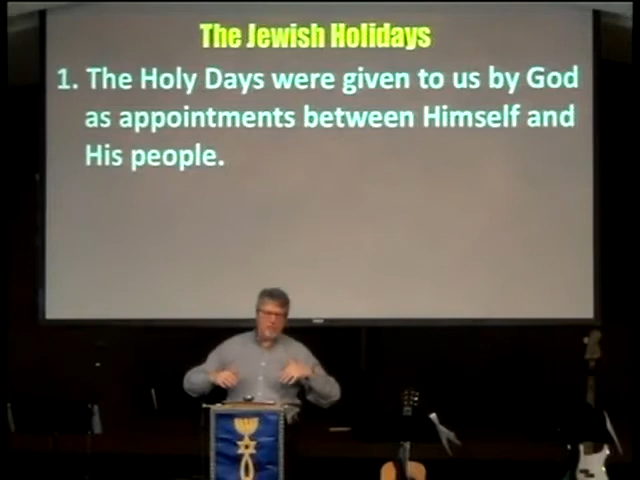 The Jewish Holidays
1. The Holy Days were given to us by God
as appointments between Himself and
His people.